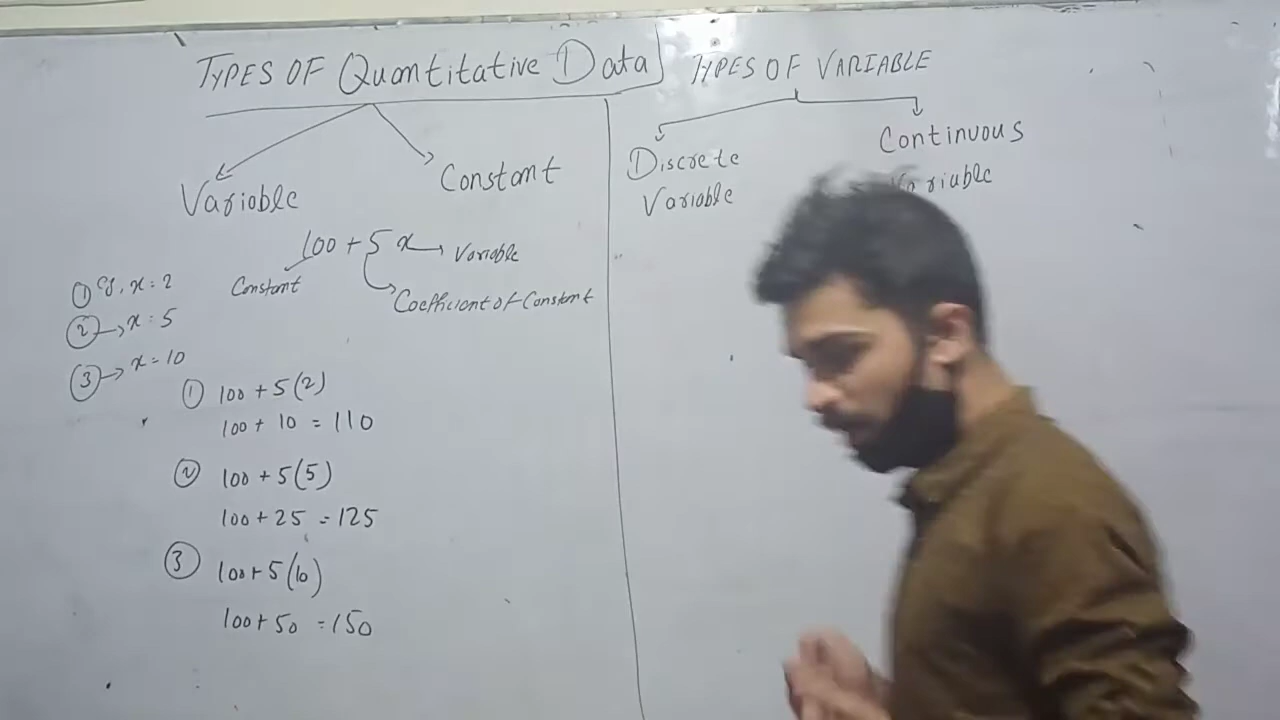 TYPES OF Quantitative Data
Variable
Constant
100 + 5 x → Variable
Constant
Coefficient of Constant
① x = 2
② → x = 5
③ → x = 10
① 100 + 5(2)
100 + 10 = 110
② 100 + 5(5)
100 + 25 = 125
③ 100 + 5(10)
100 + 50 = 150
TYPES OF VARIABLE
Discrete
Variable
Continuous
Variable